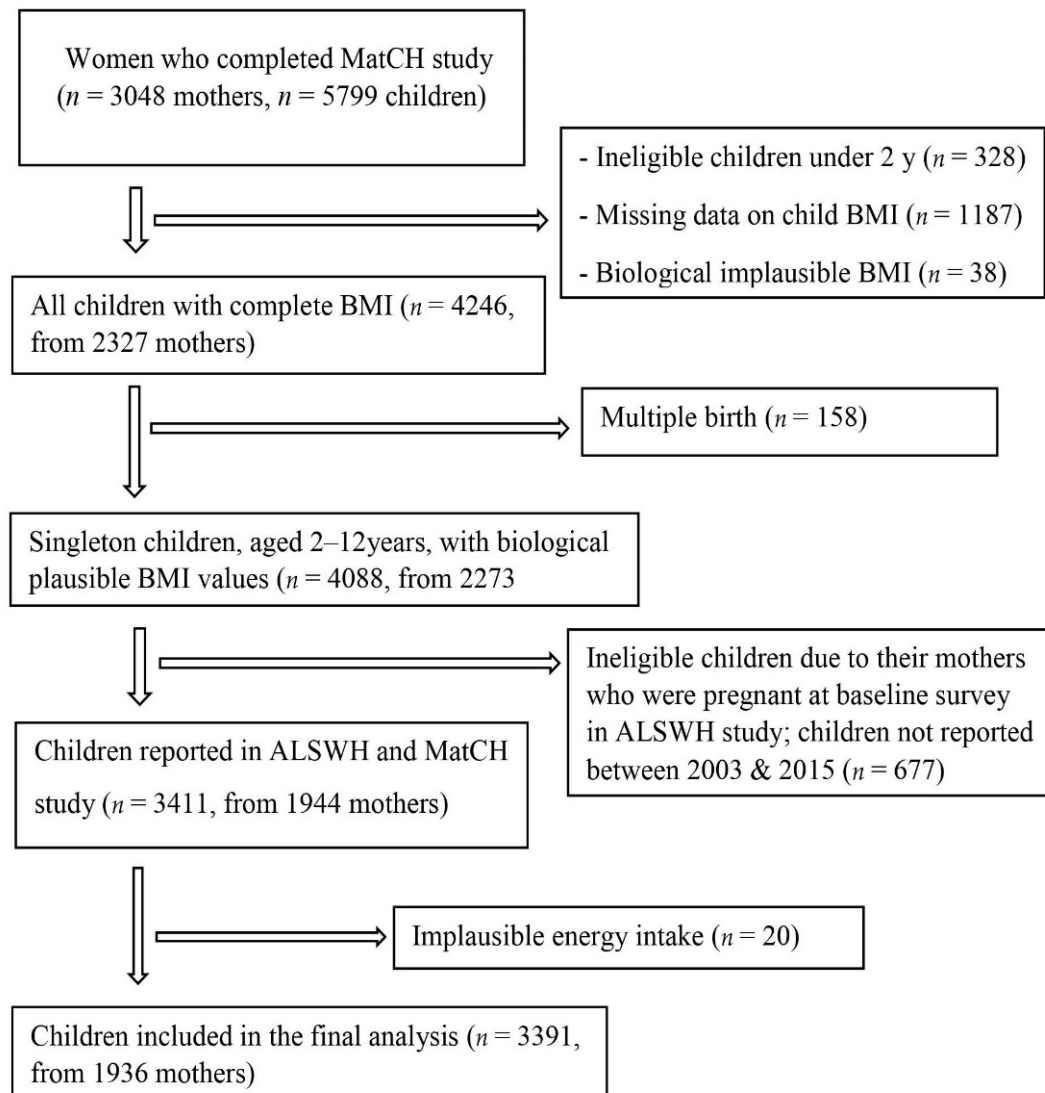 Women who completed MatCH study
(n = 3048 mothers, n = 5799 children)
- Ineligible children under 2 y (n = 328)
- Missing data on child BMI (n = 1187)
- Biological implausible BMI (n = 38)
All children with complete BMI (n = 4246,
from 2327 mothers)
Multiple birth (n = 158)
Singleton children, aged 2–12years, with biological
plausible BMI values (n = 4088, from 2273
Ineligible children due to their mothers
who were pregnant at baseline survey
in ALSWH study; children not reported
between 2003 & 2015 (n = 677)
Children reported in ALSWH and MatCH
study (n = 3411, from 1944 mothers)
Implausible energy intake (n = 20)
Children included in the final analysis (n = 3391,
from 1936 mothers)